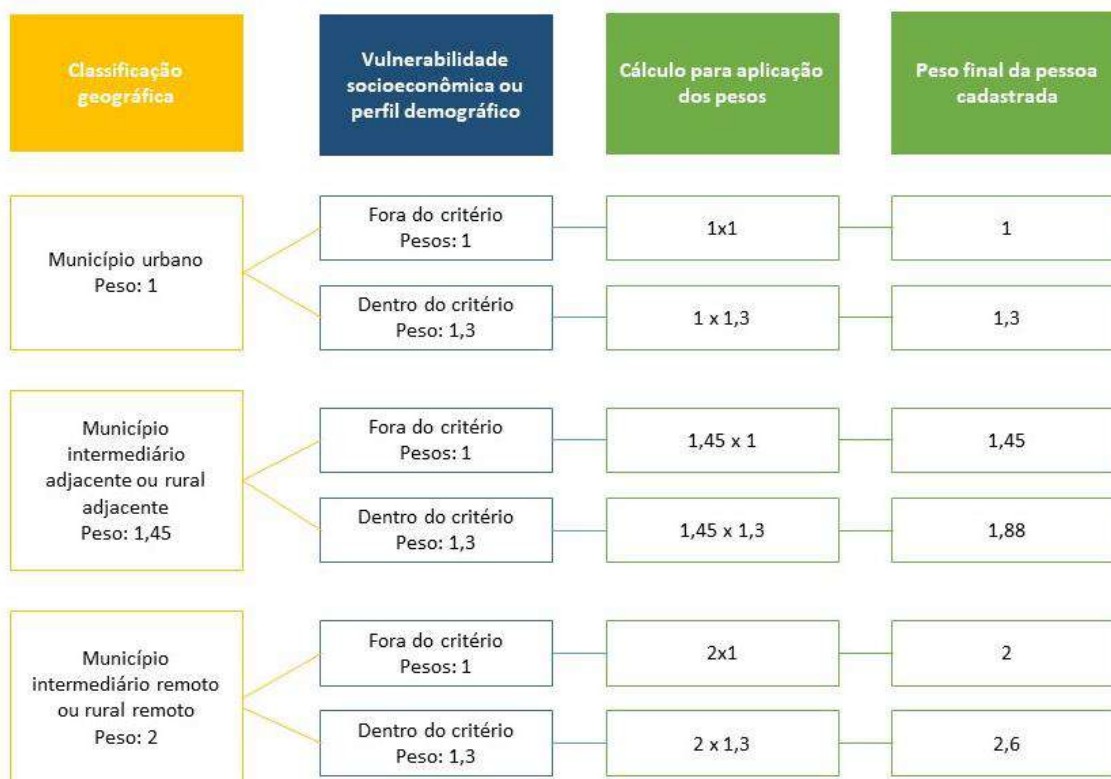 Classificação
geográfica
Vulnerabilidade
socioeconômica ou
perfil demográfico
Cálculo para aplicação
dos pesos
Peso final da pessoa
cadastrada
Município urbano
Peso: 1
Fora do critério
Pesos: 1
1x1
1
Dentro do critério
Peso: 1,3
1 x 1,3
1,3
Município
intermediário
adjacente ou rural
adjacente
Peso: 1,45
Fora do critério
Pesos: 1
1,45 x 1
1,45
Dentro do critério
Peso: 1,3
1,45 x 1,3
1,88
Município
intermediário remoto
ou rural remoto
Peso: 2
Fora do critério
Pesos: 1
2x1
2
Dentro do critério
Peso: 1,3
2 x 1,3
2,6